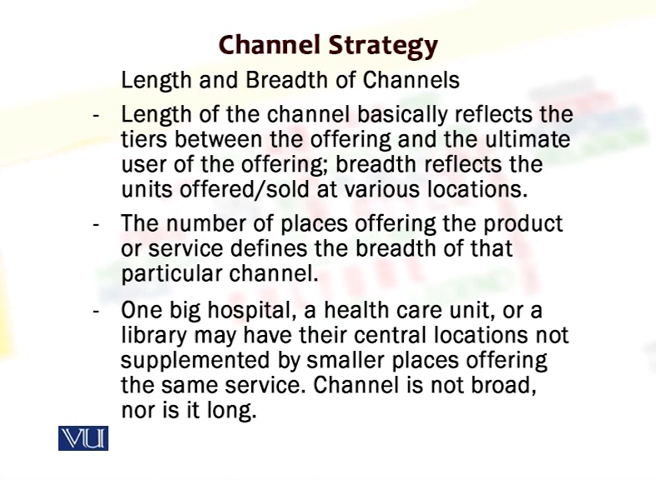 Channel Strategy
Length and Breadth of Channels
- Length of the channel basically reflects the
tiers between the offering and the ultimate
user of the offering; breadth reflects the
units offered/sold at various locations.
- The number of places offering the product
or service defines the breadth of that
particular channel.
- One big hospital, a health care unit, or a
library may have their central locations not
supplemented by smaller places offering
the same service. Channel is not broad,
nor is it long.
VU